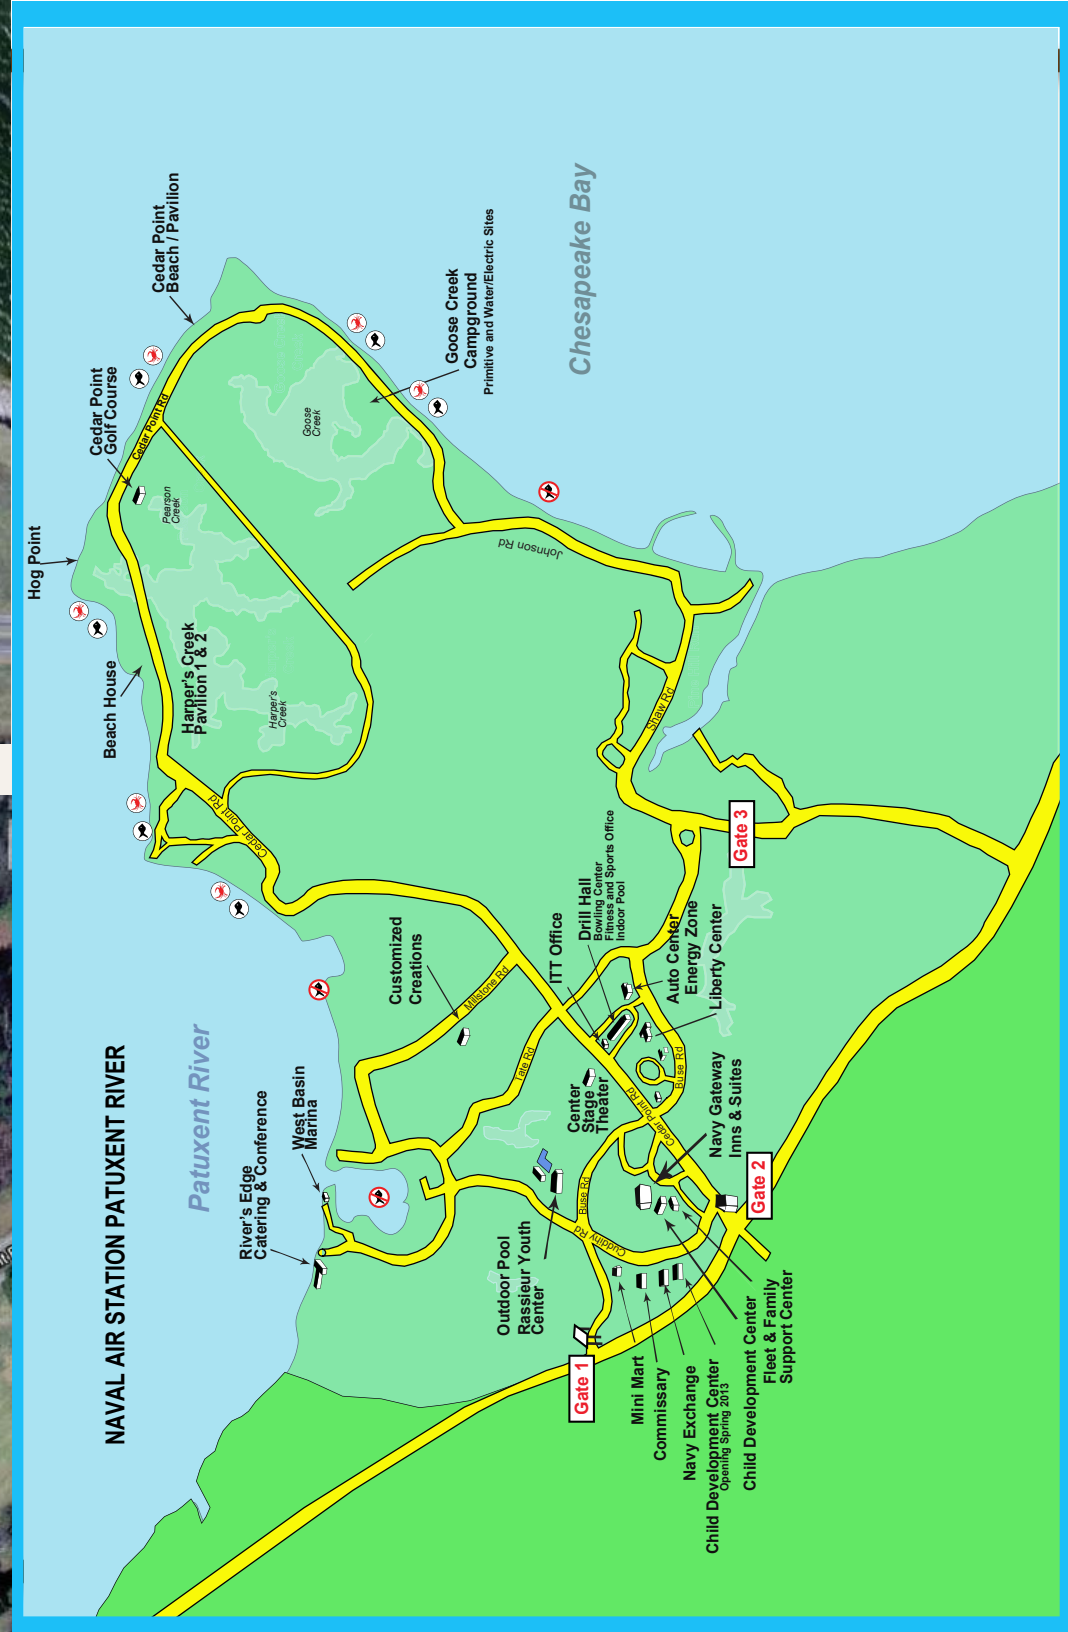 NAVAL AIR STATION PATUXENT RIVER
Patuxent River
Chesapeake Bay
Hog Point
Beach House
Cedar Point
Golf Course
Cedar Point
Beach / Pavilion
Cedar Point Rd
Pearson
Creek
Harper's Creek
Pavilion 1 & 2
Harper's
Creek
Goose
Creek
Goose Creek
Campground
Primitive and Water/Electric Sites
Johnson Rd
Shaw Rd
Cedar Point Rd
Cedar Point Rd
Gate 3
Customized
Creations
Millstone Rd
Tate Rd
ITT Office
Drill Hall
Bowling Center
Fitness and Sports Office
Indoor Pool
Auto Center
Energy Zone
Liberty Center
Center
Stage
Theater
Buse Rd
Navy Gateway
Inns & Suites
Gate 2
West Basin
Marina
River's Edge
Catering & Conference
Outdoor Pool
Rassieur Youth
Center
Buse Rd
Cuddihy Rd
Gate 1
Mini Mart
Commissary
Navy Exchange
Child Development Center
Opening Spring 2013
Child Development Center
Fleet & Family
Support Center
Cedar Point Rd